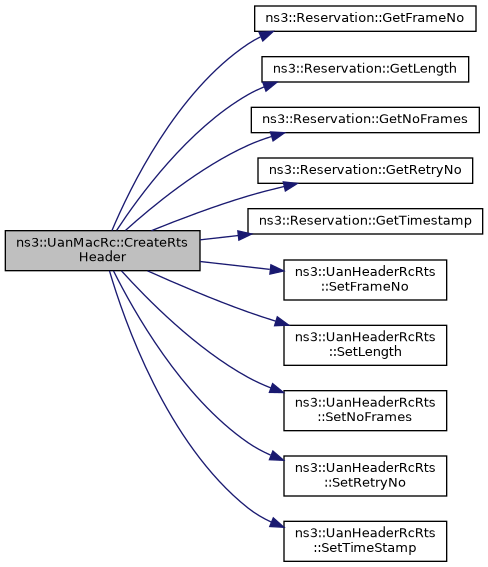 ns3::Reservation::GetFrameNo
ns3::Reservation::GetLength
ns3::Reservation::GetNoFrames
ns3::Reservation::GetRetryNo
ns3::Reservation::GetTimestamp
ns3::UanMacRc::CreateRts
Header
ns3::UanHeaderRcRts
::SetFrameNo
ns3::UanHeaderRcRts
::SetLength
ns3::UanHeaderRcRts
::SetNoFrames
ns3::UanHeaderRcRts
::SetRetryNo
ns3::UanHeaderRcRts
::SetTimeStamp